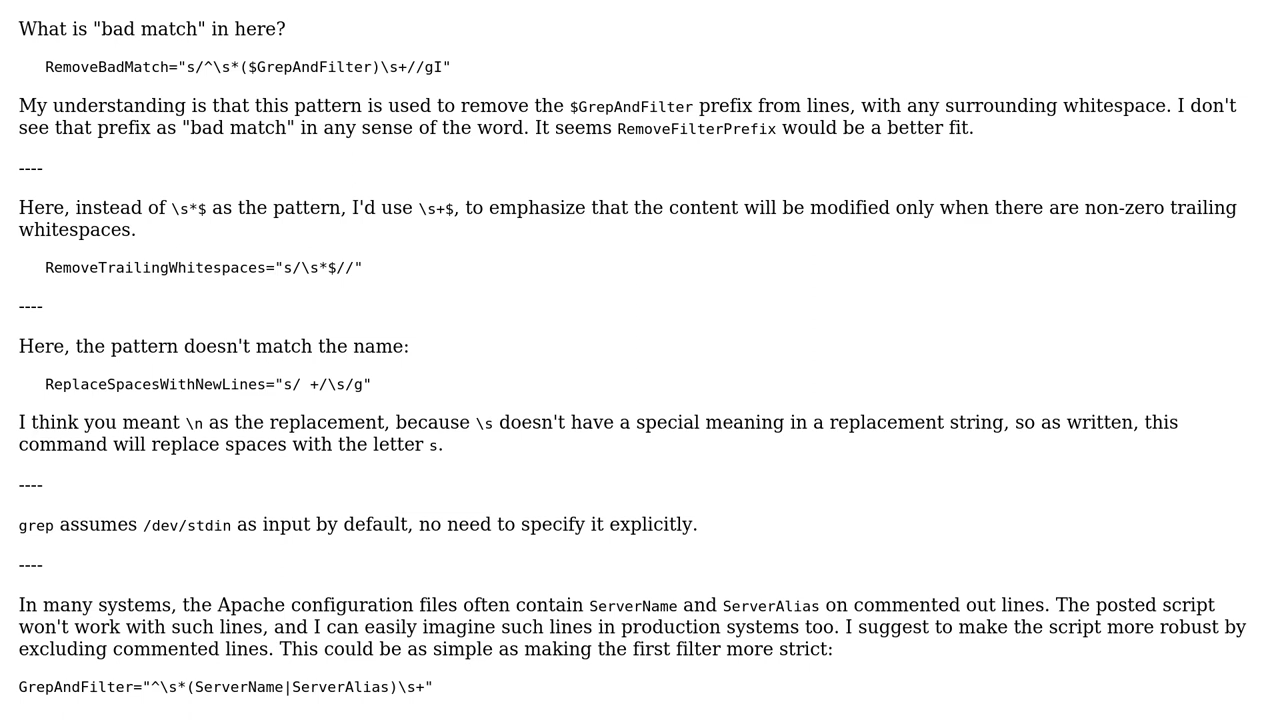 What is "bad match" in here?
RemoveBadMatch="s/^\s*($GrepAndFilter)\s+//gI"
My understanding is that this pattern is used to remove the $GrepAndFilter prefix from lines, with any surrounding whitespace. I don't
see that prefix as "bad match" in any sense of the word. It seems RemoveFilterPrefix would be a better fit.
----
Here, instead of \s*$ as the pattern, I'd use \s+$, to emphasize that the content will be modified only when there are non-zero trailing
whitespaces.
RemoveTrailingWhitespaces="s/\s*$//"
----
Here, the pattern doesn't match the name:
ReplaceSpacesWithNewLines="s/ +/\s/g"
I think you meant \n as the replacement, because \s doesn't have a special meaning in a replacement string, so as written, this
command will replace spaces with the letter s.
----
grep assumes /dev/stdin as input by default, no need to specify it explicitly.
----
In many systems, the Apache configuration files often contain ServerName and ServerAlias on commented out lines. The posted script
won't work with such lines, and I can easily imagine such lines in production systems too. I suggest to make the script more robust by
excluding commented lines. This could be as simple as making the first filter more strict:
GrepAndFilter="^\s*(ServerName|ServerAlias)\s+"